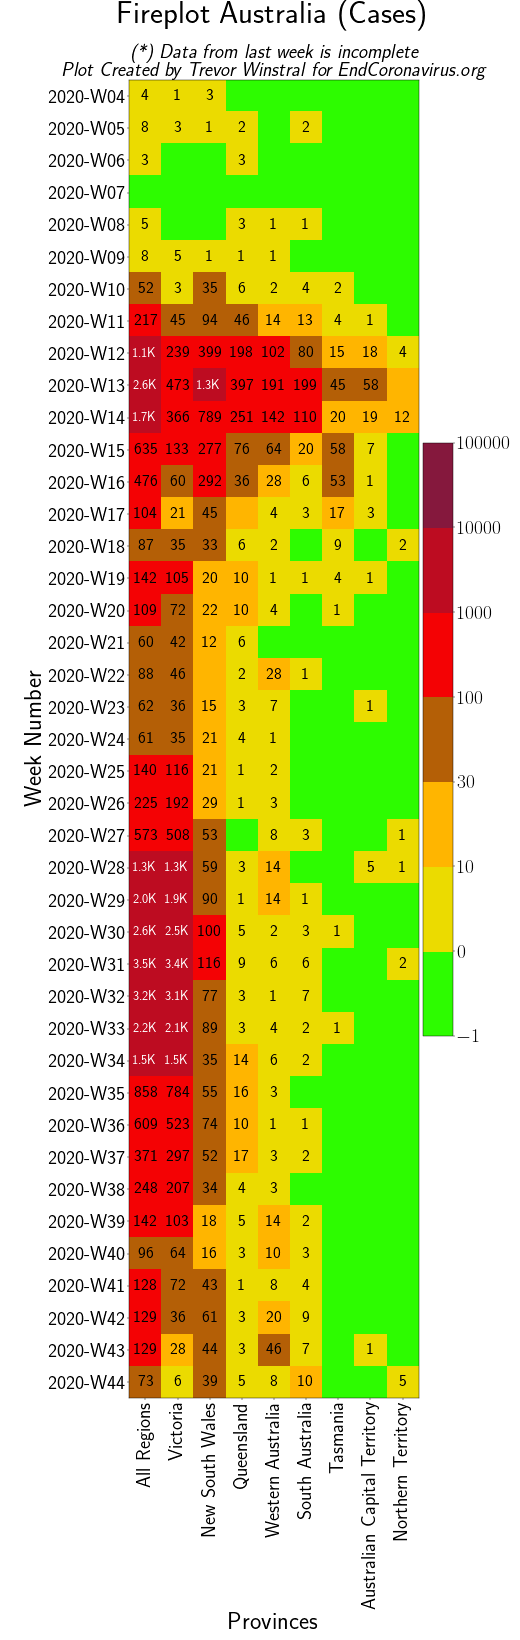 Fireplot Australia (Cases)
(*) Data from last week is incomplete
Plot Created by Trevor Winstral for EndCoronavirus.org
2020-W04 4 1 3
2020-W05 8 3 1 2 2
2020-W06 3 3
2020-W07
2020-W08 5 3 1 1
2020-W09 8 5 1 1 1
2020-W10 52 3 35 6 2 4 2
2020-W11 217 45 94 46 14 13 4 1
2020-W12 1.1K 239 399 198 102 80 15 18 4
2020-W13 2.6K 473 1.3K 397 191 199 45 58
2020-W14 1.7K 366 789 251 142 110 20 19 12
2020-W15 635 133 277 76 64 20 58 7
2020-W16 476 60 292 36 28 6 53 1
2020-W17 104 21 45 4 3 17 3
2020-W18 87 35 33 6 2 9 2
2020-W19 142 105 20 10 1 1 4 1
2020-W20 109 72 22 10 4 1
2020-W21 60 42 12 6
2020-W22 88 46 2 28 1
2020-W23 62 36 15 3 7 1
2020-W24 61 35 21 4 1
2020-W25 140 116 21 1 2
2020-W26 225 192 29 1 3
2020-W27 573 508 53 8 3 1
2020-W28 1.3K 1.3K 59 3 14 5 1
2020-W29 2.0K 1.9K 90 1 14 1
2020-W30 2.6K 2.5K 100 5 2 3 1
2020-W31 3.5K 3.4K 116 9 6 6 2
2020-W32 3.2K 3.1K 77 3 1 7
2020-W33 2.2K 2.1K 89 3 4 2 1
2020-W34 1.5K 1.5K 35 14 6 2
2020-W35 858 784 55 16 3
2020-W36 609 523 74 10 1 1
2020-W37 371 297 52 17 3 2
2020-W38 248 207 34 4 3
2020-W39 142 103 18 5 14 2
2020-W40 96 64 16 3 10 3
2020-W41 128 72 43 1 8 4
2020-W42 129 36 61 3 20 9
2020-W43 129 28 44 3 46 7 1
2020-W44 73 6 39 5 8 10 5
Week Number
100000
10000
1000
100
30
10
0
−1
All Regions
Victoria
New South Wales
Queensland
Western Australia
South Australia
Tasmania
Australian Capital Territory
Northern Territory
Provinces